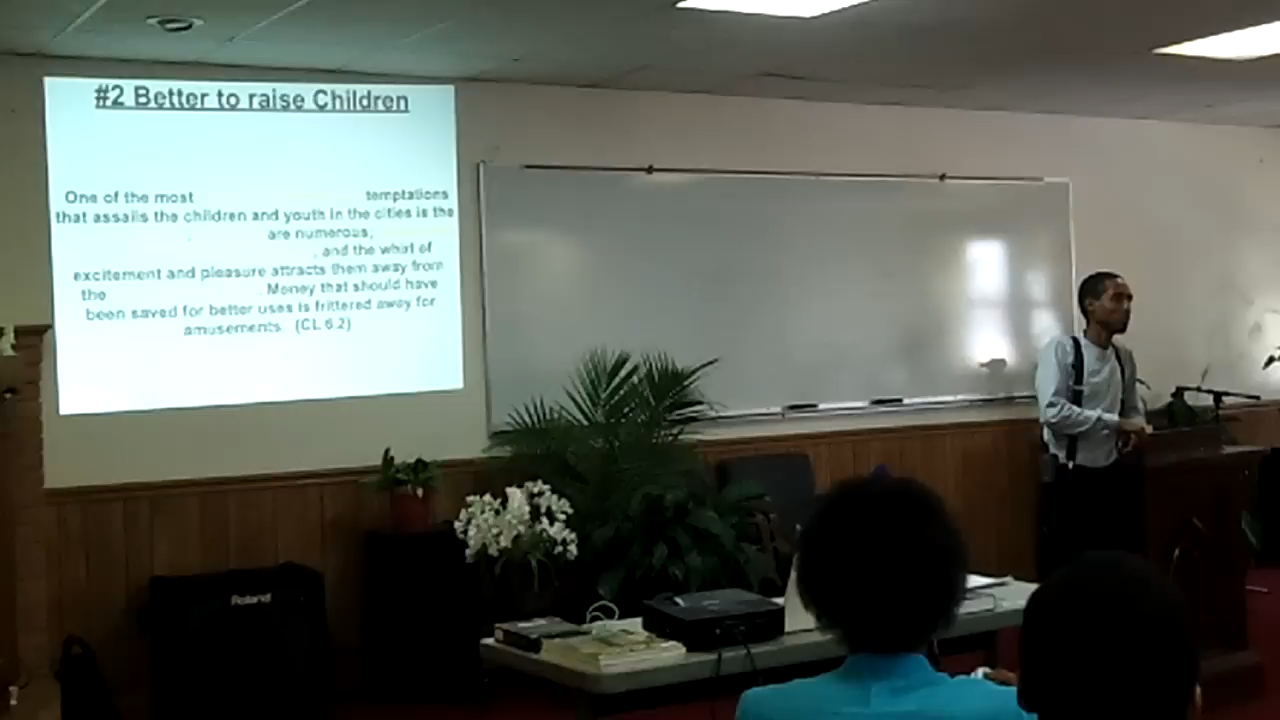 #2 Better to raise Children
One of the most temptations
that assails the children and youth in the cities is the
, are numerous,
, and the whirl of
excitement and pleasure attracts them away from
the . Money that should have
been saved for better uses is frittered away for
amusements. (CL 6.2)
Roland